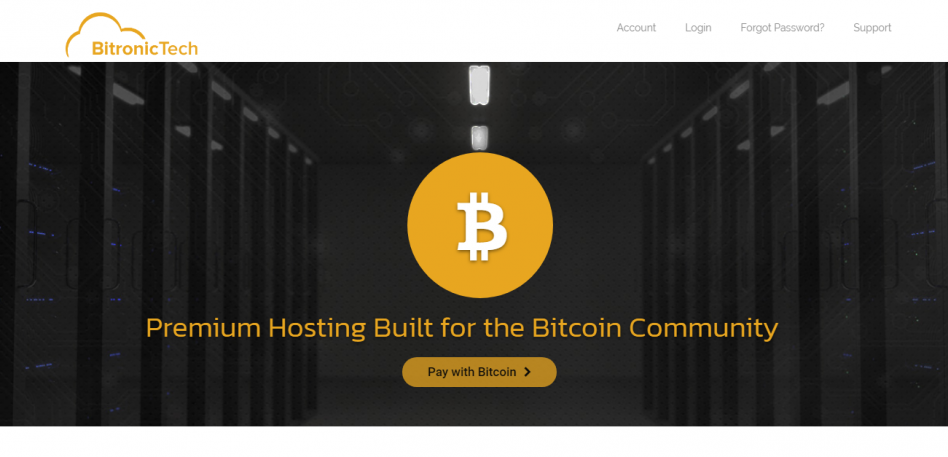 BitronicTech
Account Login Forgot Password? Support
Premium Hosting Built for the Bitcoin Community
Pay with Bitcoin